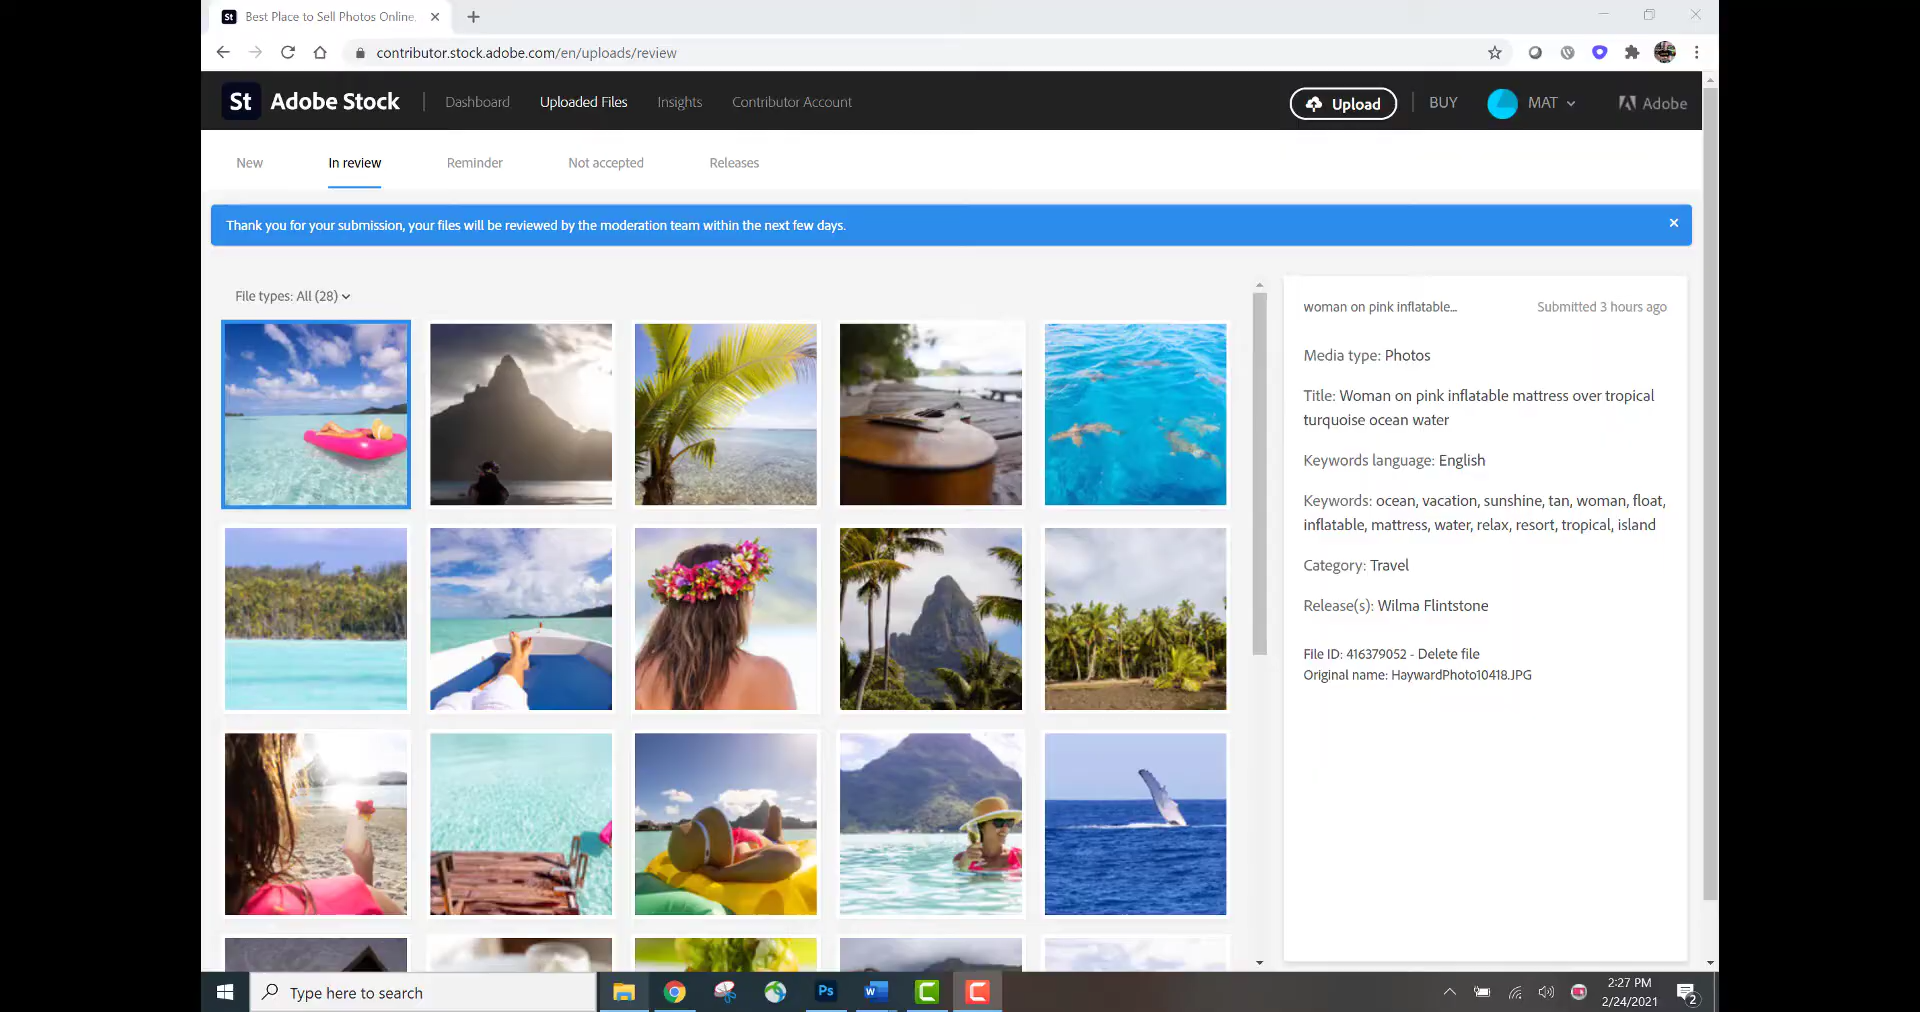 St Best Place to Sell Photos Online.
contributor.stock.adobe.com/en/uploads/review
St Adobe Stock Dashboard Uploaded Files Insights Contributor Account Upload BUY MAT Adobe
New In review Reminder Not accepted Releases
Thank you for your submission, your files will be reviewed by the moderation team within the next few days.
File types: All (28)
woman on pink inflatable... Submitted 3 hours ago
Media type: Photos
Title: Woman on pink inflatable mattress over tropical
turquoise ocean water
Keywords language: English
Keywords: ocean, vacation, sunshine, tan, woman, float,
inflatable, mattress, water, relax, resort, tropical, island
Category: Travel
Release(s): Wilma Flintstone
File ID: 416379052 - Delete file
Original name: HaywardPhoto10418.JPG
Type here to search
Ps
W
2:27 PM
2/24/2021
2